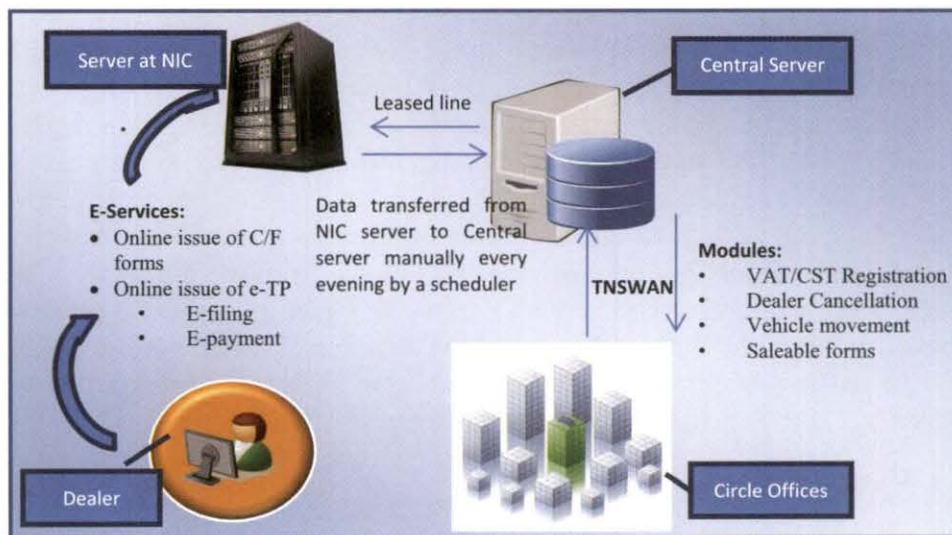 Server at NIC
Central Server
Leased line
E-Services:
• Online issue of C/F
forms
• Online issue of e-TP
• E-filing
• E-payment
Data transferred from
NIC server to Central
server manually every
evening by a scheduler
TNSWAN
Modules:
• VAT/CST Registration
• Dealer Cancellation
• Vehicle movement
• Saleable forms
Dealer
Circle Offices